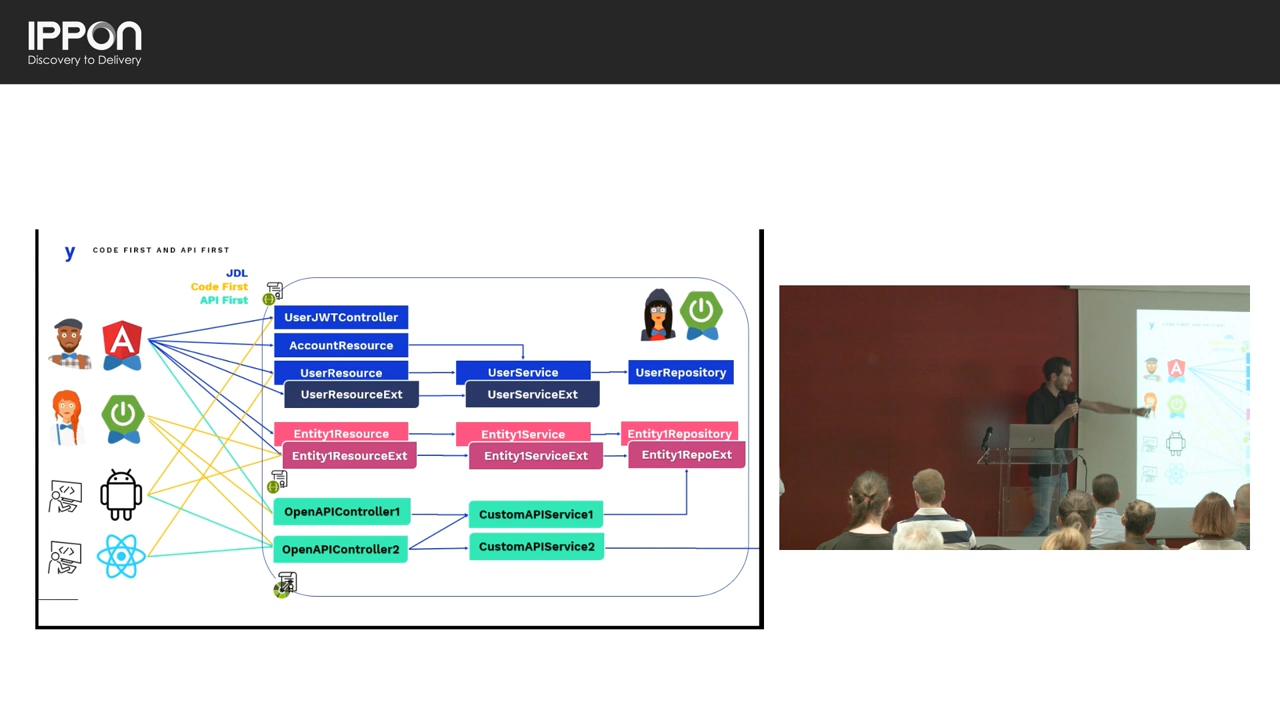 IPPON
Discovery to Delivery
y CODE FIRST AND API FIRST
JDL
Code First
API First
UserJWTController
AccountResource
UserResource UserService UserRepository
UserResourceExt UserServiceExt
Entity1Resource Entity1Service Entity1Repository
Entity1ResourceExt Entity1ServiceExt Entity1RepoExt
OpenAPIController1 CustomAPIService1
OpenAPIController2 CustomAPIService2